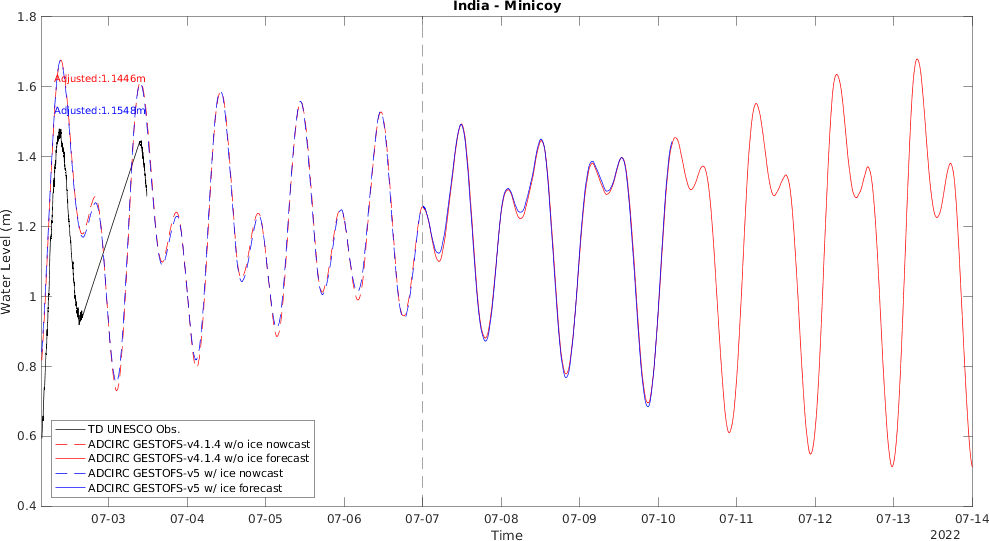 India - Minicoy
1.8
1.6
1.4
1.2
1
0.8
0.6
0.4
Water Level (m)
Adjusted:1.1446m
Adjusted:1.1548m
TD UNESCO Obs.
ADCIRC GESTOFS-v4.1.4 w/o ice nowcast
ADCIRC GESTOFS-v4.1.4 w/o ice forecast
ADCIRC GESTOFS-v5 w/ ice nowcast
ADCIRC GESTOFS-v5 w/ ice forecast
07-03 07-04 07-05 07-06 07-07 07-08 07-09 07-10 07-11 07-12 07-13 07-14
Time
2022